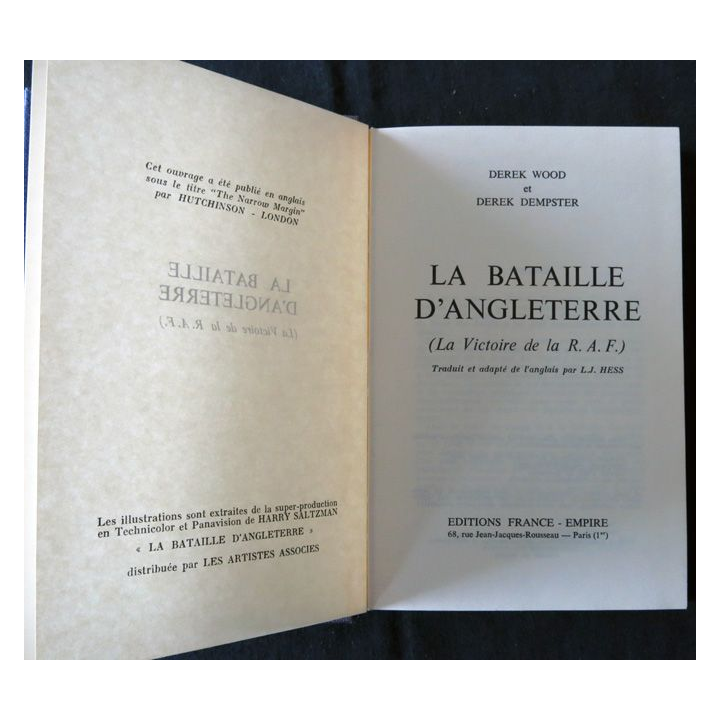 Cet ouvrage a été publié en anglais
sous le titre "The Narrow Margin"
par HUTCHINSON - LONDON
LA BATAILLE
D'ANGLETERRE
(La Victoire de la R. A. F.)
Les illustrations sont extraites de la super-production
en Technicolor et Panavision de HARRY SALTZMAN
« LA BATAILLE D'ANGLETERRE »
distribuée par LES ARTISTES ASSOCIES
DEREK WOOD
et
DEREK DEMPSTER
LA BATAILLE
D'ANGLETERRE
(La Victoire de la R. A. F.)
Traduit et adapté de l'anglais par L.J. HESS
EDITIONS FRANCE - EMPIRE
68, rue Jean-Jacques-Rousseau — Paris (1er)